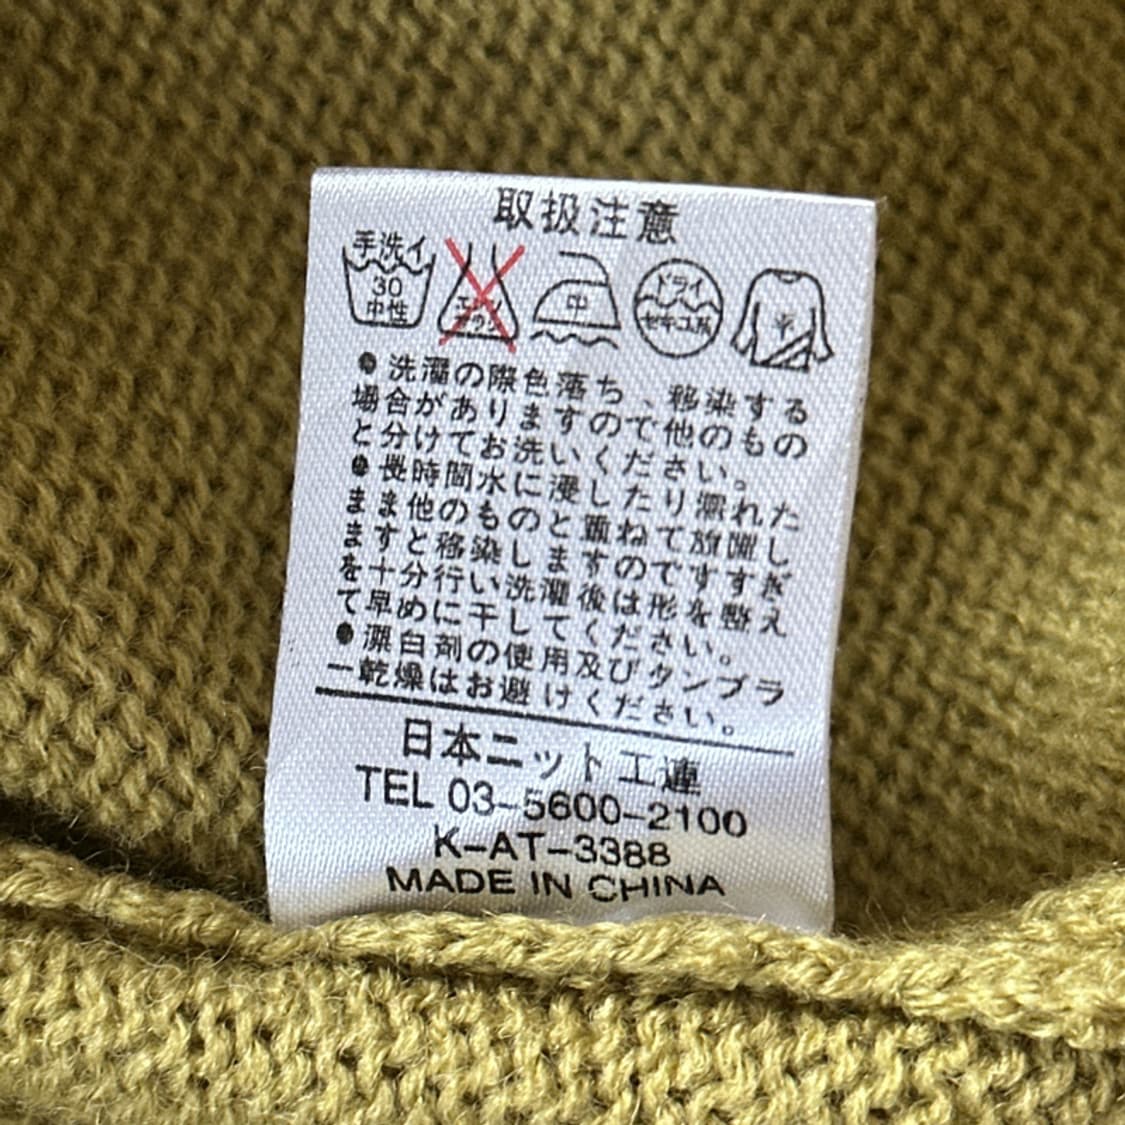 取扱注意
手洗イ
30
中性
エンソ
サラシ
中
ドライ
セキユ系
平
●洗濯の際色落ち、移染する
場合がありますので他のもの
と分けてお洗いください。
●長時間水に浸したり濡れた
まま他のものと重ねて放置し
ますと移染しますのですすぎ
を十分行い洗濯後は形を整え
て早めに干してください。
●漂白剤の使用及びタンブラ
ー乾燥はお避けください。
日本ニット工連
TEL 03-5600-2100
K-AT-3388
MADE IN CHINA